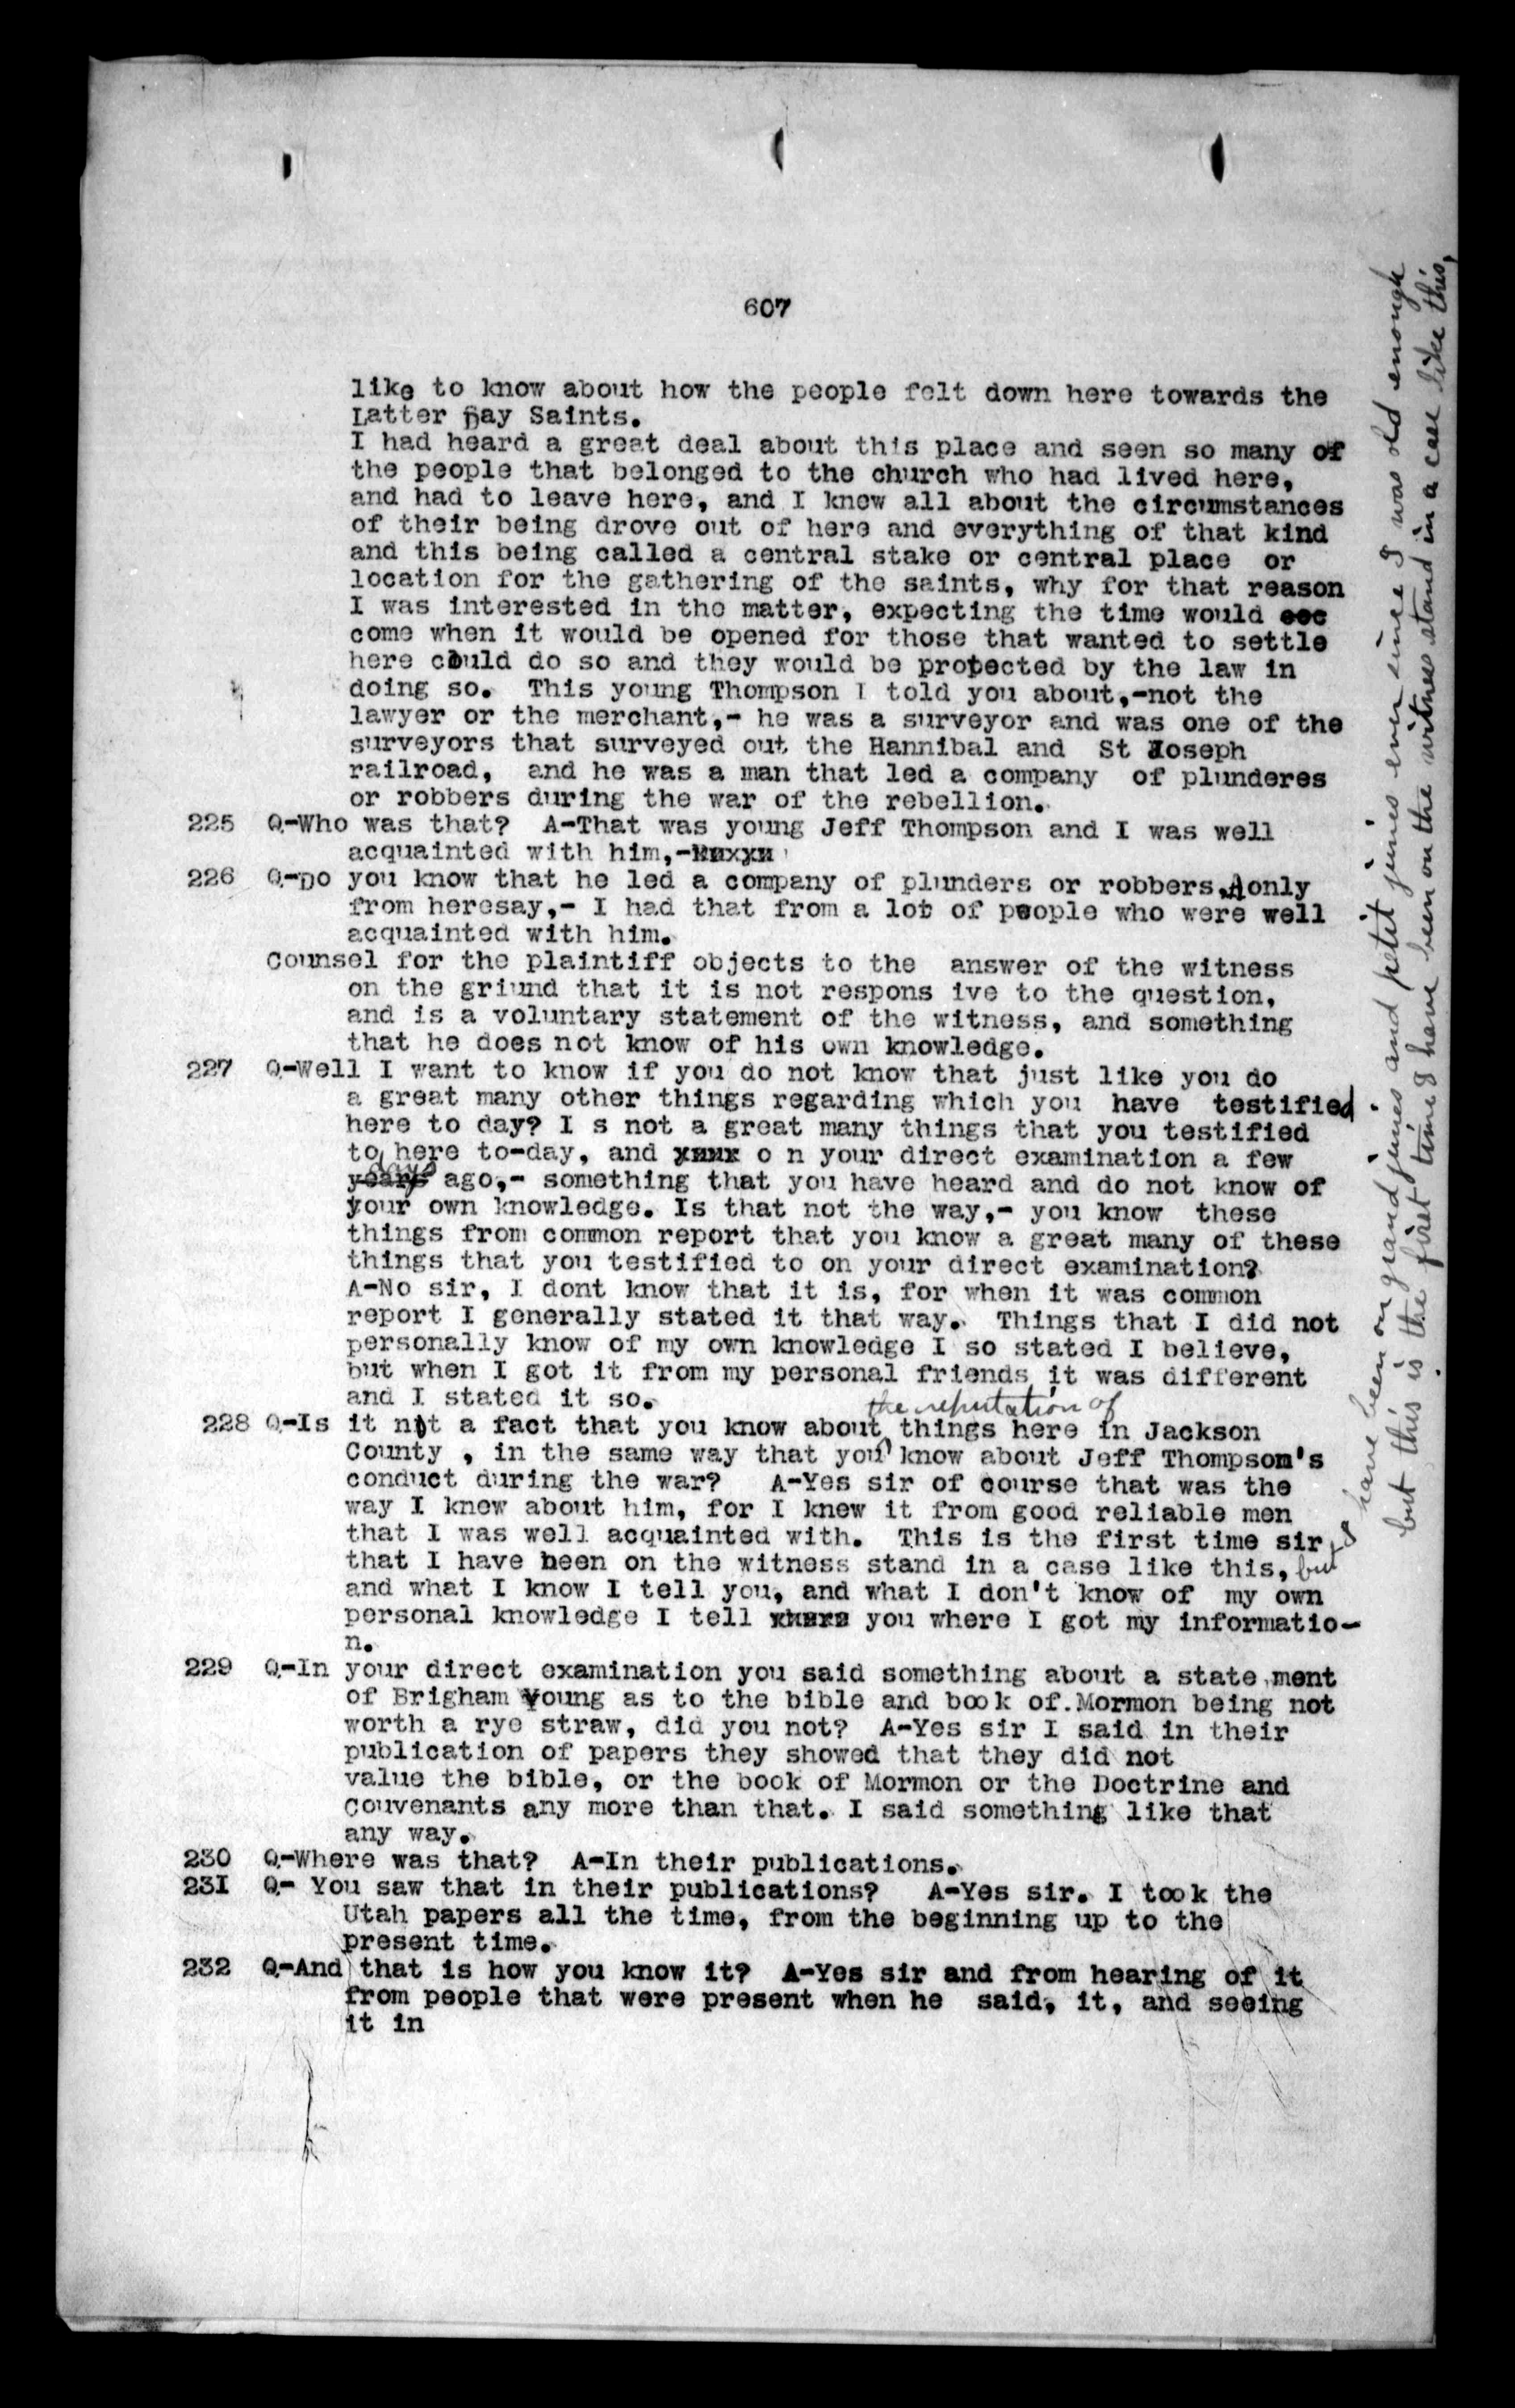 607
like to know about how the people felt down here towards the
Latter Day Saints.
I had heard a great deal about this place and seen so many of
the people that belonged to the church who had lived here,
and had to leave here, and I knew all about the circumstances
of their being drove out of here and everything of that kind
and this being called a central stake or central place or
location for the gathering of the saints, why for that reason
I was interested in the matter, expecting the time would eec
come when it would be opened for those that wanted to settle
here could do so and they would be protected by the law in
doing so. This young Thompson I told you about,-not the
lawyer or the merchant,- he was a surveyor and was one of the
surveyors that surveyed out the Hannibal and St Joseph
railroad, and he was a man that led a company of plunderes
or robbers during the war of the rebellion.
225 Q-Who was that? A-That was young Jeff Thompson and I was well
acquainted with him,-
226 Q-Do you know that he led a company of plunders or robbers. A only
from heresay,- I had that from a lot of people who were well
acquainted with him.
Counsel for the plaintiff objects to the answer of the witness
on the griund that it is not respons ive to the question,
and is a voluntary statement of the witness, and something
that he does not know of his own knowledge.
227 Q-Well I want to know if you do not know that just like you do
a great many other things regarding which you have testified
here to day? I s not a great many things that you testified
to here to-day, and xxxx o n your direct examination a few
days
years ago,- something that you have heard and do not know of
your own knowledge. Is that not the way,- you know these
things from common report that you know a great many of these
things that you testified to on your direct examination?
A-No sir, I dont know that it is, for when it was common
report I generally stated it that way. Things that I did not
personally know of my own knowledge I so stated I believe,
but when I got it from my personal friends it was different
and I stated it so.
the reputation of
228 Q-Is it not a fact that you know about things here in Jackson
County , in the same way that you know about Jeff Thompson's
conduct during the war? A-Yes sir of course that was the
way I knew about him, for I knew it from good reliable men
that I was well acquainted with. This is the first time sir
that I have been on the witness stand in a case like this, but
and what I know I tell you, and what I don't know of my own
personal knowledge I tell xxxxx you where I got my informatio-
n.
229 Q-In your direct examination you said something about a state ment
of Brigham Young as to the bible and book of.Mormon being not
worth a rye straw, did you not? A-Yes sir I said in their
publication of papers they showed that they did not
value the bible, or the book of Mormon or the Doctrine and
Couvenants any more than that. I said something like that
any way.
230 Q-Where was that? A-In their publications.
231 Q- You saw that in their publications? A-Yes sir. I took the
Utah papers all the time, from the beginning up to the
present time.
232 Q-And that is how you know it? A-Yes sir and from hearing of it
from people that were present when he said, it, and seeing
it in
I have been on grand juries and petit juries ever since I was old enough
but this is the first time I have been on the witness stand in a case like this,